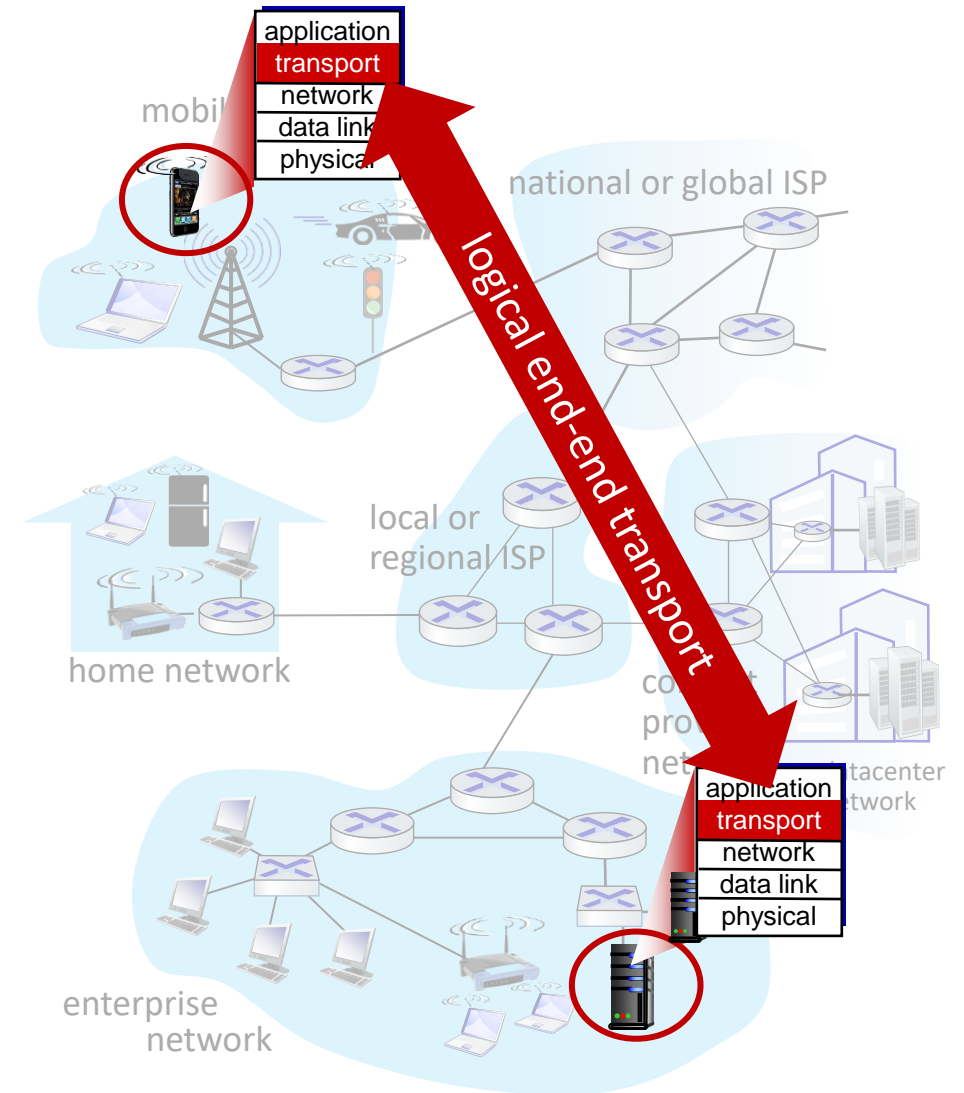 application
transport
network
data link
physical
national or global ISP
logical end-end transport
local or
regional ISP
home network
application
transport
network
data link
physical
network
enterprise
network